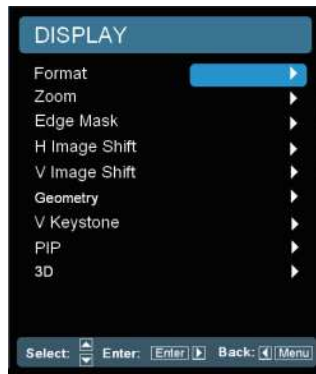 DISPLAY
Format
Zoom
Edge Mask
H Image Shift
V Image Shift
Geometry
V Keystone
PIP
3D
Select: Enter: Enter Back: Menu